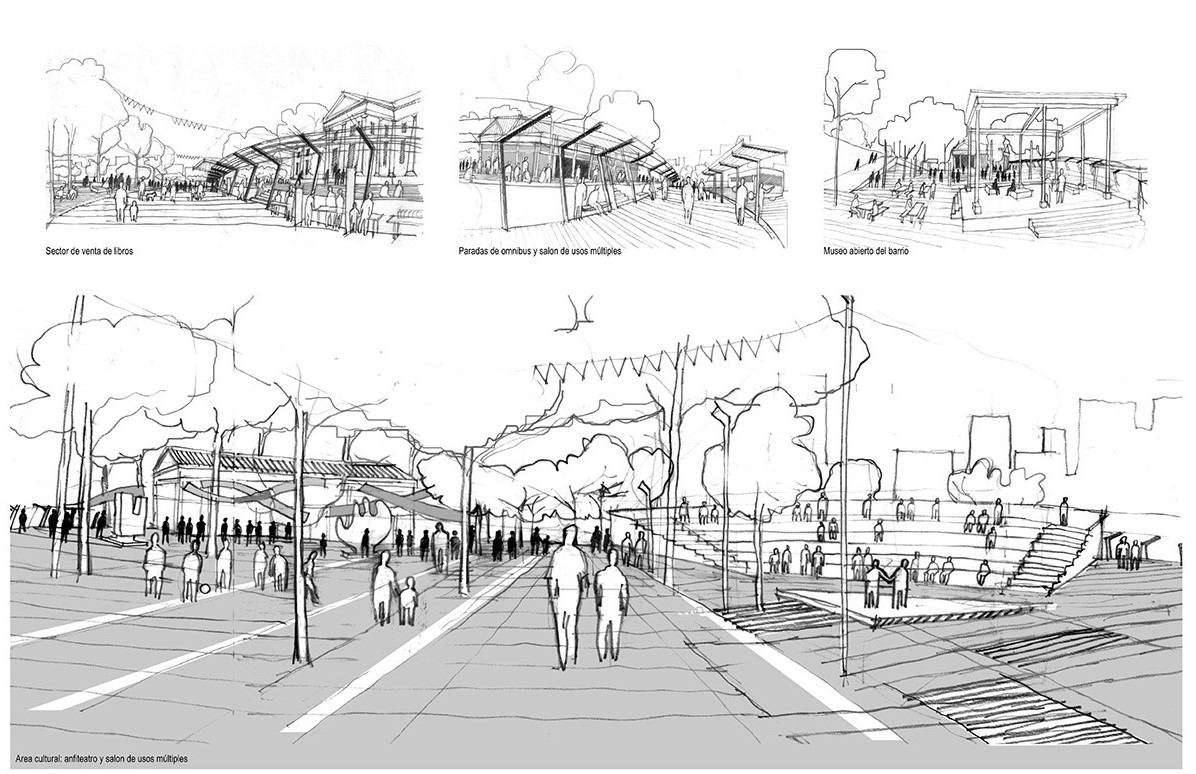 Sector de venta de libros
Paradas de omnibus y salon de usos múltiples
Museo abierto del barrio
Area cultural: anfiteatro y salon de usos múltiples